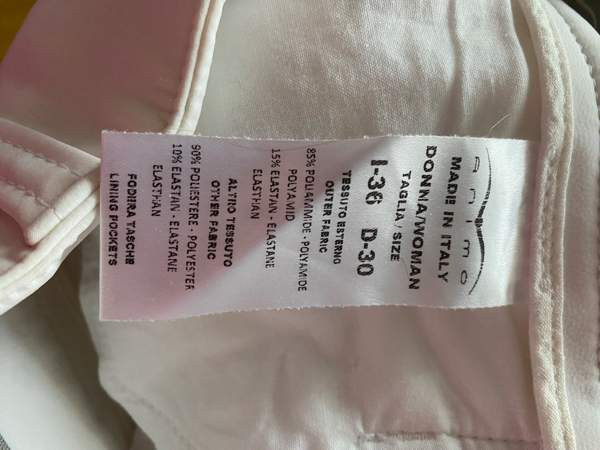 Animo
MADE IN ITALY
DONNA/WOMAN
TAGLIA / SIZE
I-36 D-30
TESSUTO ESTERNO
OUTER FABRIC
85% POLIAMMIDE - POLYAMIDE
POLYAMID
15% ELASTAN - ELASTANE
ELASTHAN
ALTRO TESSUTO
OTHER FABRIC
90% POLIESTERE - POLYESTER
10% ELASTAN - ELASTANE
ELASTHAN
FODERA TASCHE
LINING POCKETS